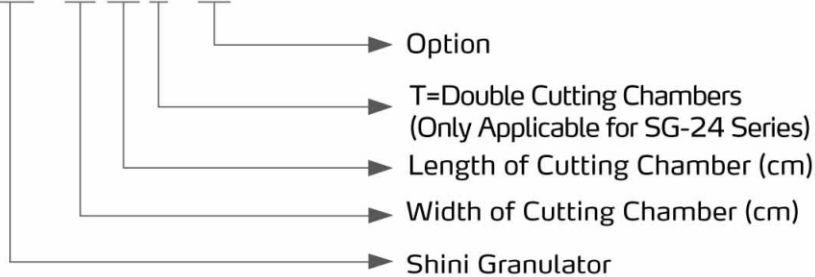 Option
T=Double Cutting Chambers
(Only Applicable for SG-24 Series)
Length of Cutting Chamber (cm)
Width of Cutting Chamber (cm)
Shini Granulator